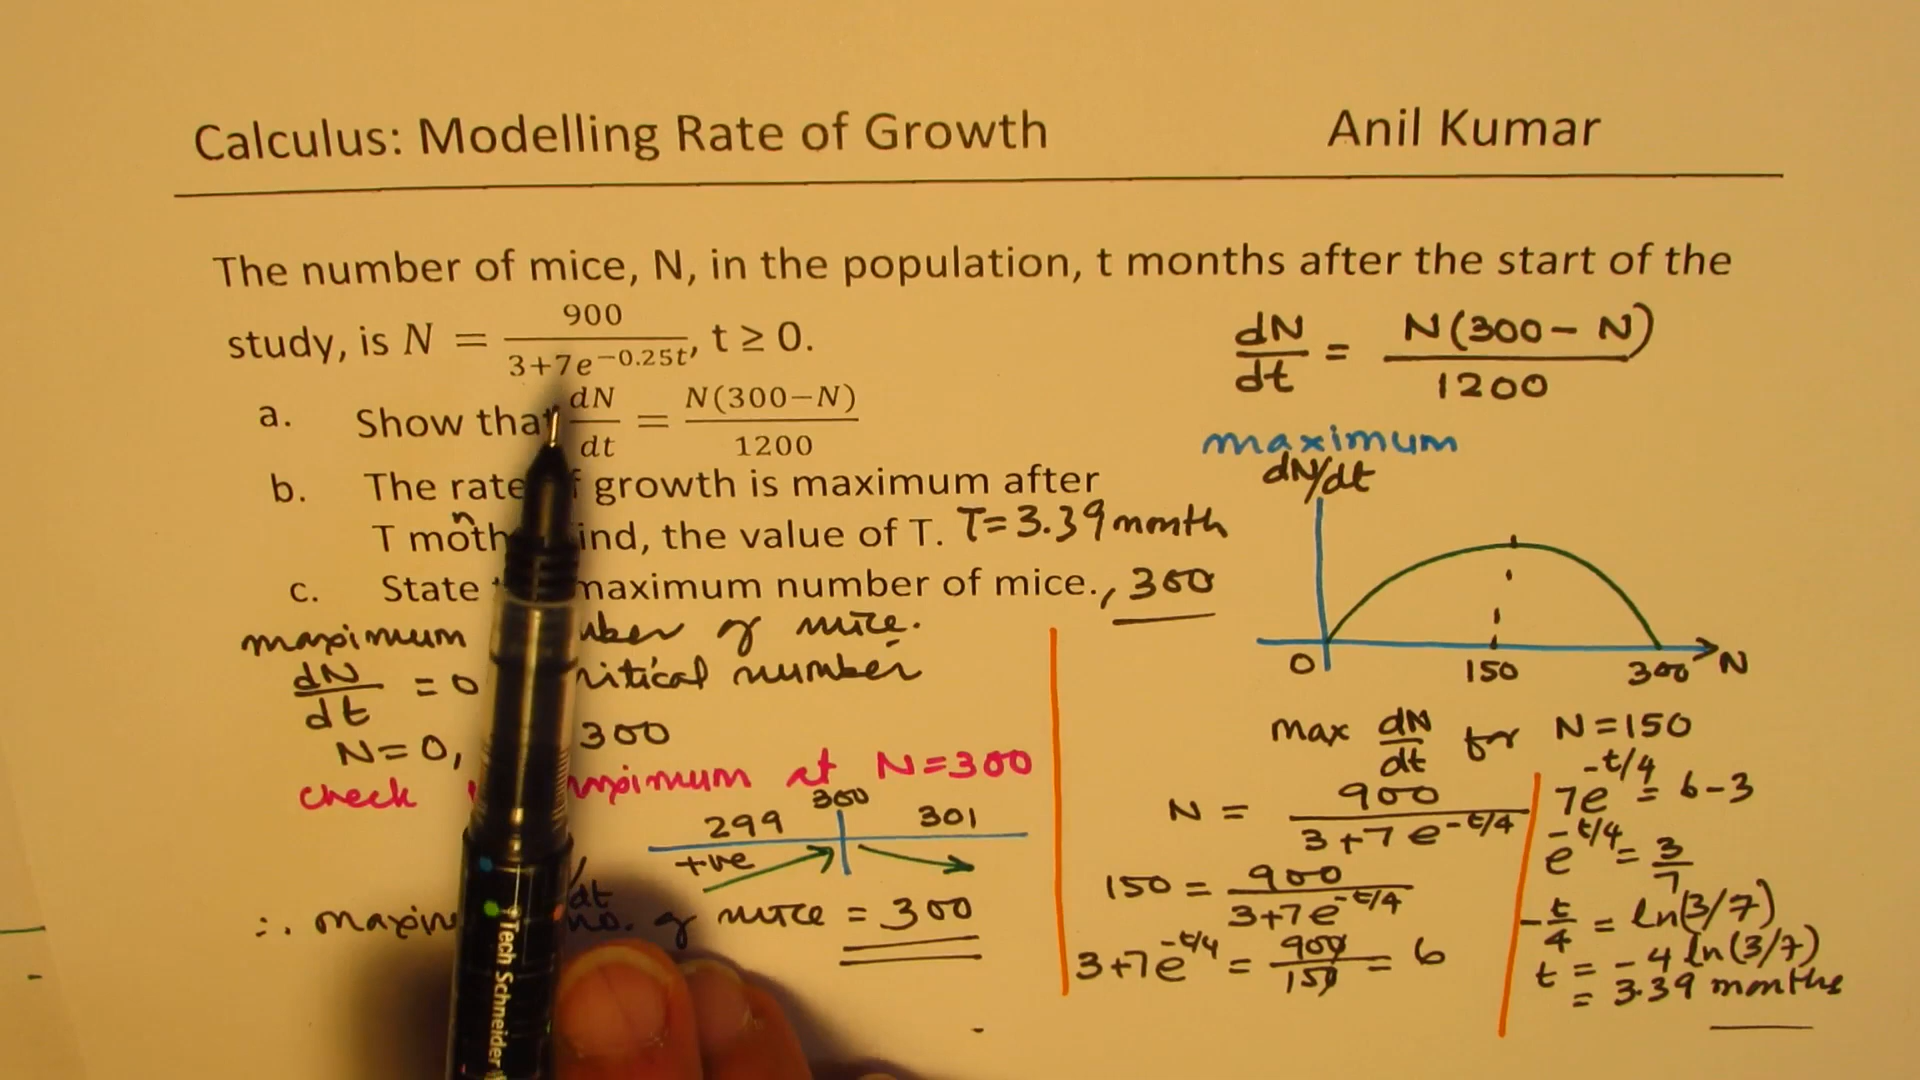 Calculus: Modelling Rate of Growth Anil Kumar
The number of mice, N, in the population, t months after the start of the
study, is N = 900 / (3+7e^(-0.25t)), t ≥ 0.
a. Show that dN/dt = N(300−N)/1200
b. The rate of growth is maximum after
T moth find, the value of T. T=3.39 month
n
c. State maximum number of mice., 300
maximum of mice.
dN/dt = 0 critical number
N=0, 300
check maximum at N=300
299 300 301
+ve
/dt
∴ no. of mice = 300
dN/dt = N(300 − N)/1200
maximum
dN/dt
0 150 300 N
max dN/dt for N=150
N = 900/(3+7e^(-t/4))
150 = 900/(3+7e^(-t/4))
3+7e^(-t/4) = 900/150 = 6
7e^(-t/4) = 6-3
e^(-t/4) = 3/7
-t/4 = ln(3/7)
t = -4 ln(3/7)
= 3.39 months
Tech Schneider